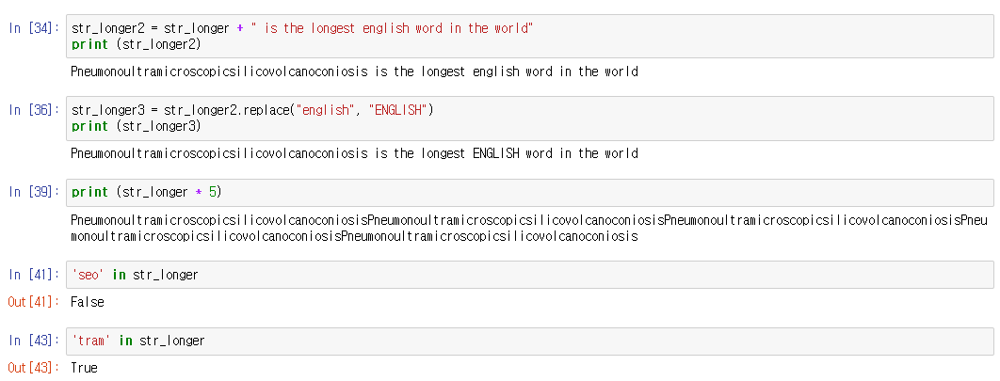 In [34]: str_longer2 = str_longer + " is the longest english word in the world"
print (str_longer2)
Pneumonoultramicroscopicsilicovolcanoconiosis is the longest english word in the world
In [36]: str_longer3 = str_longer2.replace("english", "ENGLISH")
print (str_longer3)
Pneumonoultramicroscopicsilicovolcanoconiosis is the longest ENGLISH word in the world
In [39]: print (str_longer * 5)
PneumonoultramicroscopicsilicovolcanoconiosisPneumonoultramicroscopicsilicovolcanoconiosisPneumonoultramicroscopicsilicovolcanoconiosisPneu
monoultramicroscopicsilicovolcanoconiosisPneumonoultramicroscopicsilicovolcanoconiosis
In [41]: 'seo' in str_longer
Out[41]: False
In [43]: 'tram' in str_longer
Out[43]: True